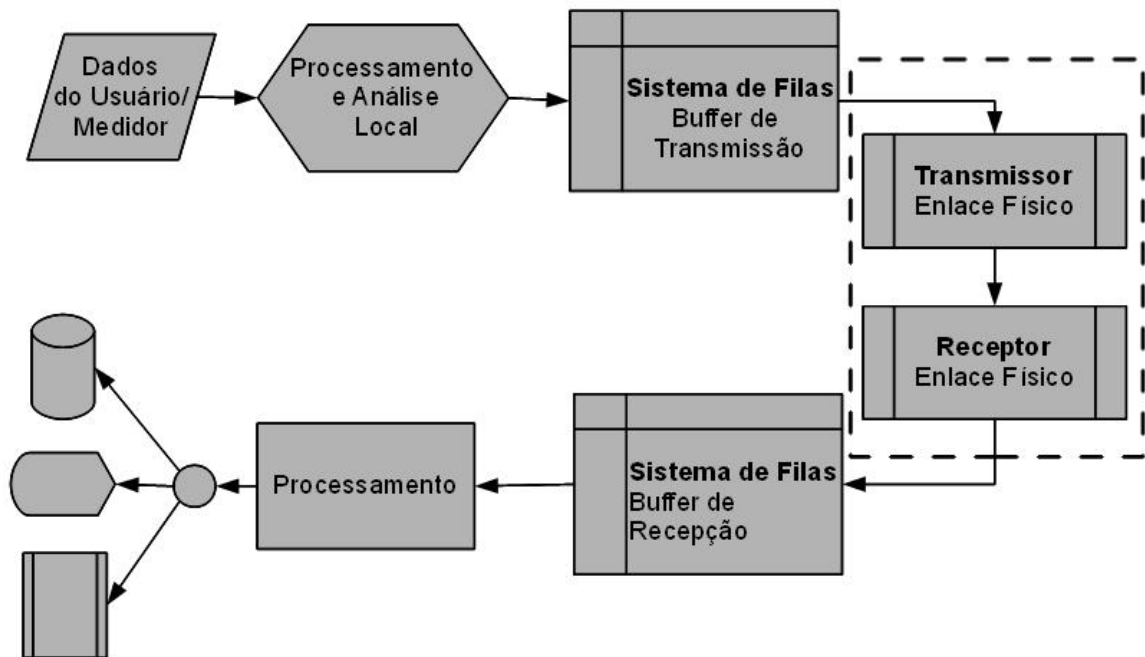 Dados
do Usuário/
Medidor
Processamento
e Análise
Local
Sistema de Filas
Buffer de
Transmissão
Transmissor
Enlace Físico
Receptor
Enlace Físico
Sistema de Filas
Buffer de
Recepção
Processamento